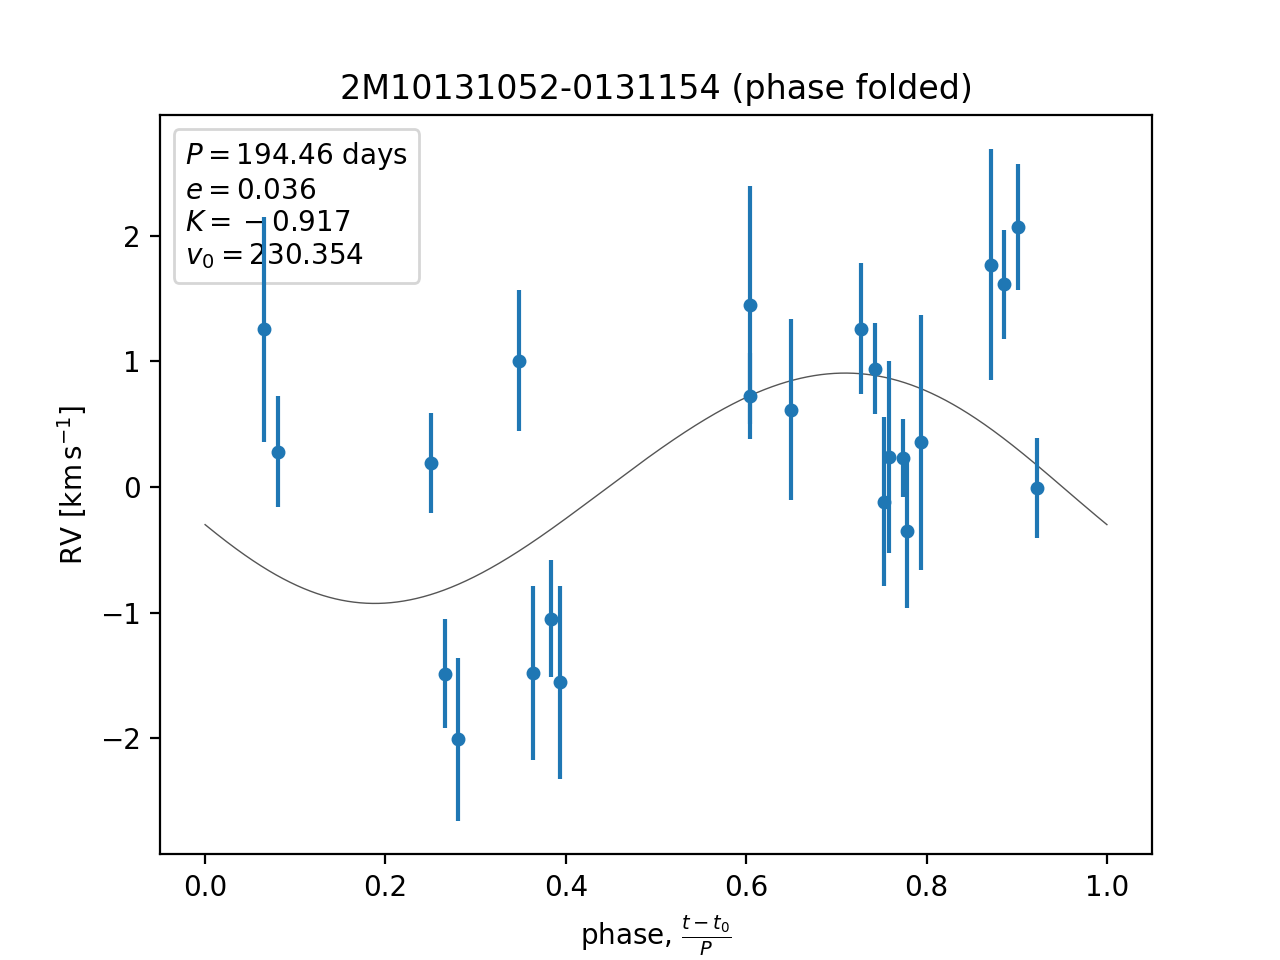 2M10131052-0131154 (phase folded)
P = 194.46 days
e = 0.036
K = −0.917
v₀ = 230.354
RV [km s⁻¹]
2
1
0
−1
−2
0.0 0.2 0.4 0.6 0.8 1.0
phase, (t − t₀)/P